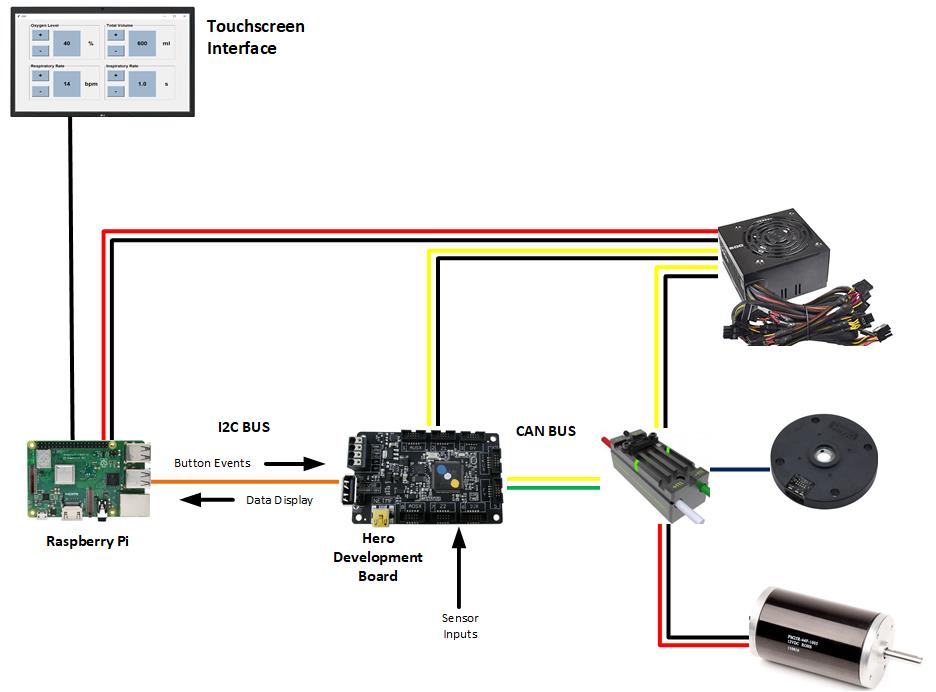 Touchscreen
Interface
Oxygen Level
Total Volume
+
40
%
-
+
600
ml
-
Respiratory Rate
Inspiratory Rate
+
14
bpm
-
+
1.0
s
-
I2C BUS
CAN BUS
Button Events
Data Display
Raspberry Pi
Hero
Development
Board
Sensor
Inputs